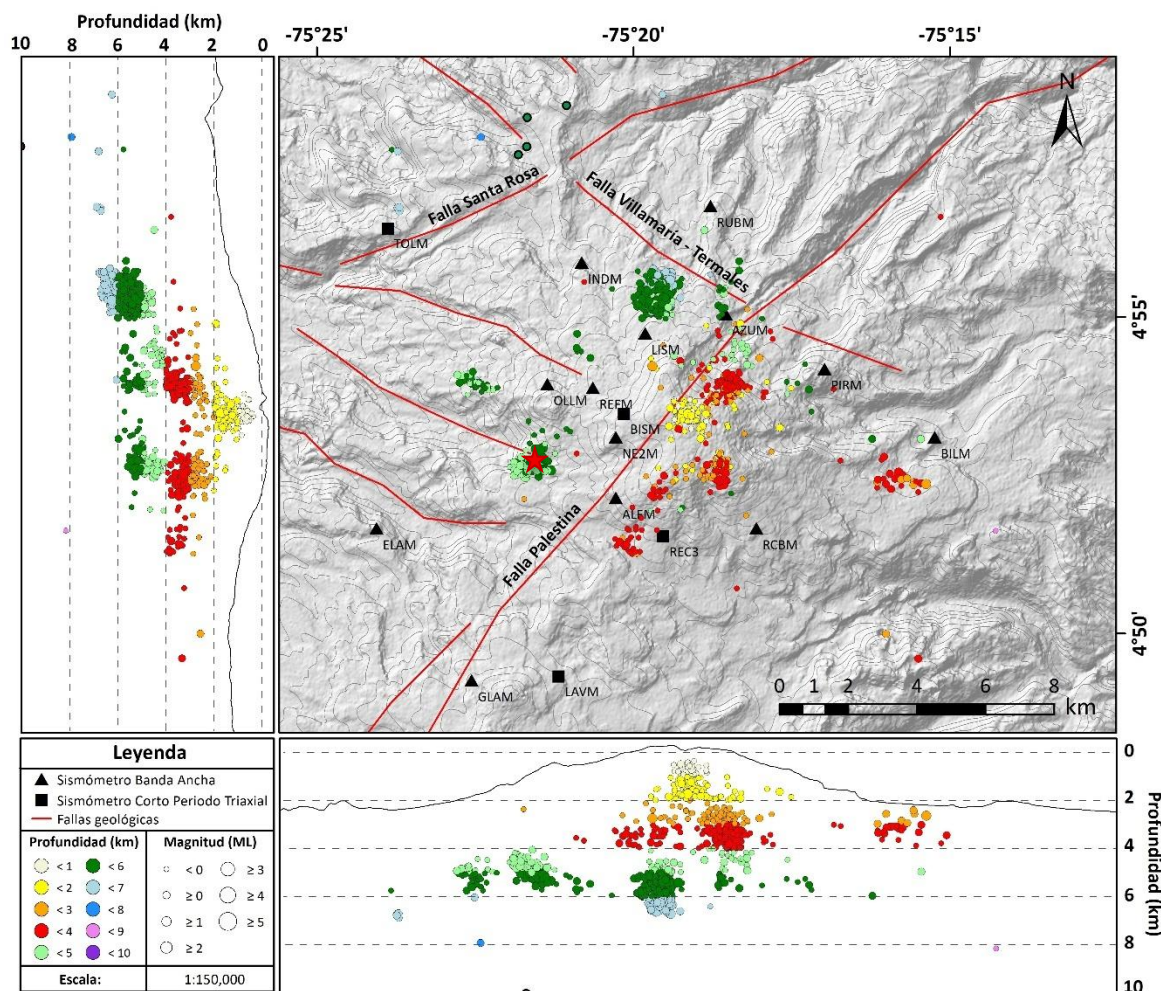 Profundidad (km)
10 8 6 4 2 0
-75°25' -75°20' -75°15'
N
Falla Santa Rosa
Falla Villamaria - Termales
RUBM
TOLM
INDM
AZUM
4°55'
LISM
PIRM
OLLM
REFM
BISM
NE2M
BILM
ALFM
Falla Palestina
ELAM
REC3
RCBM
4°50'
GLAM
LAVM
0 1 2 4 6 8
km
Leyenda
Sismómetro Banda Ancha
Sismómetro Corto Periodo Triaxial
Fallas geológicas
Profundidad (km) Magnitud (ML)
< 1 < 6 < 0 ≥ 3
< 2 < 7 ≥ 0 ≥ 4
< 3 < 8 ≥ 1 ≥ 5
< 4 < 9 ≥ 2
< 5 < 10
Escala: 1:150,000
0
2
4
6
8
10
Profundidad (km)